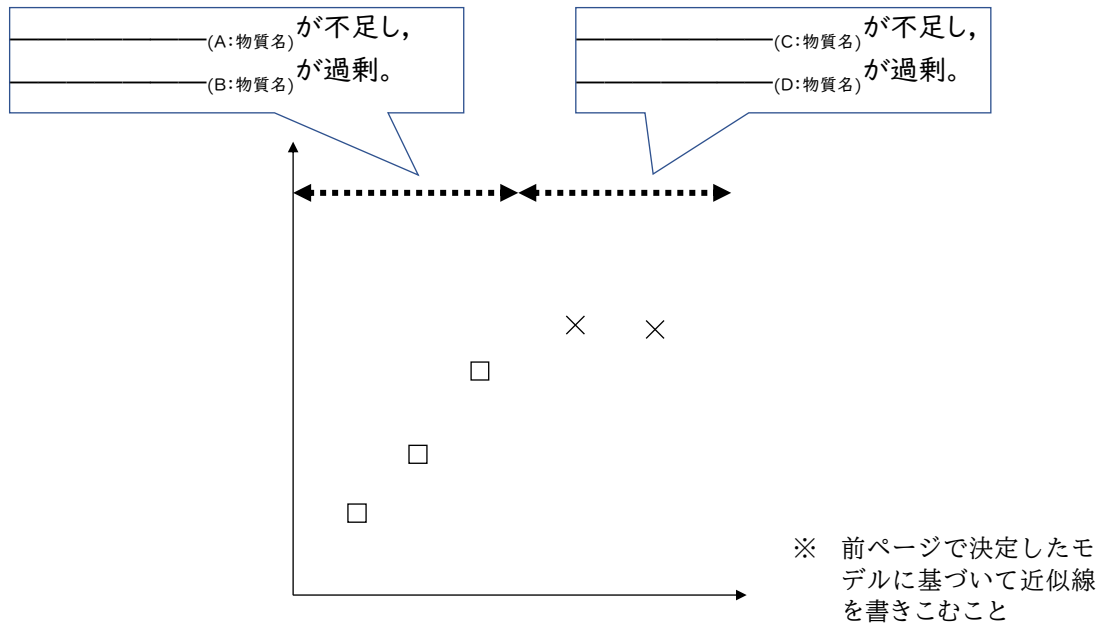 (A：物質名)が不足し，
(B：物質名)が過剰。
(C：物質名)が不足し，
(D：物質名)が過剰。
※　前ページで決定したモ
デルに基づいて近似線
を書きこむこと